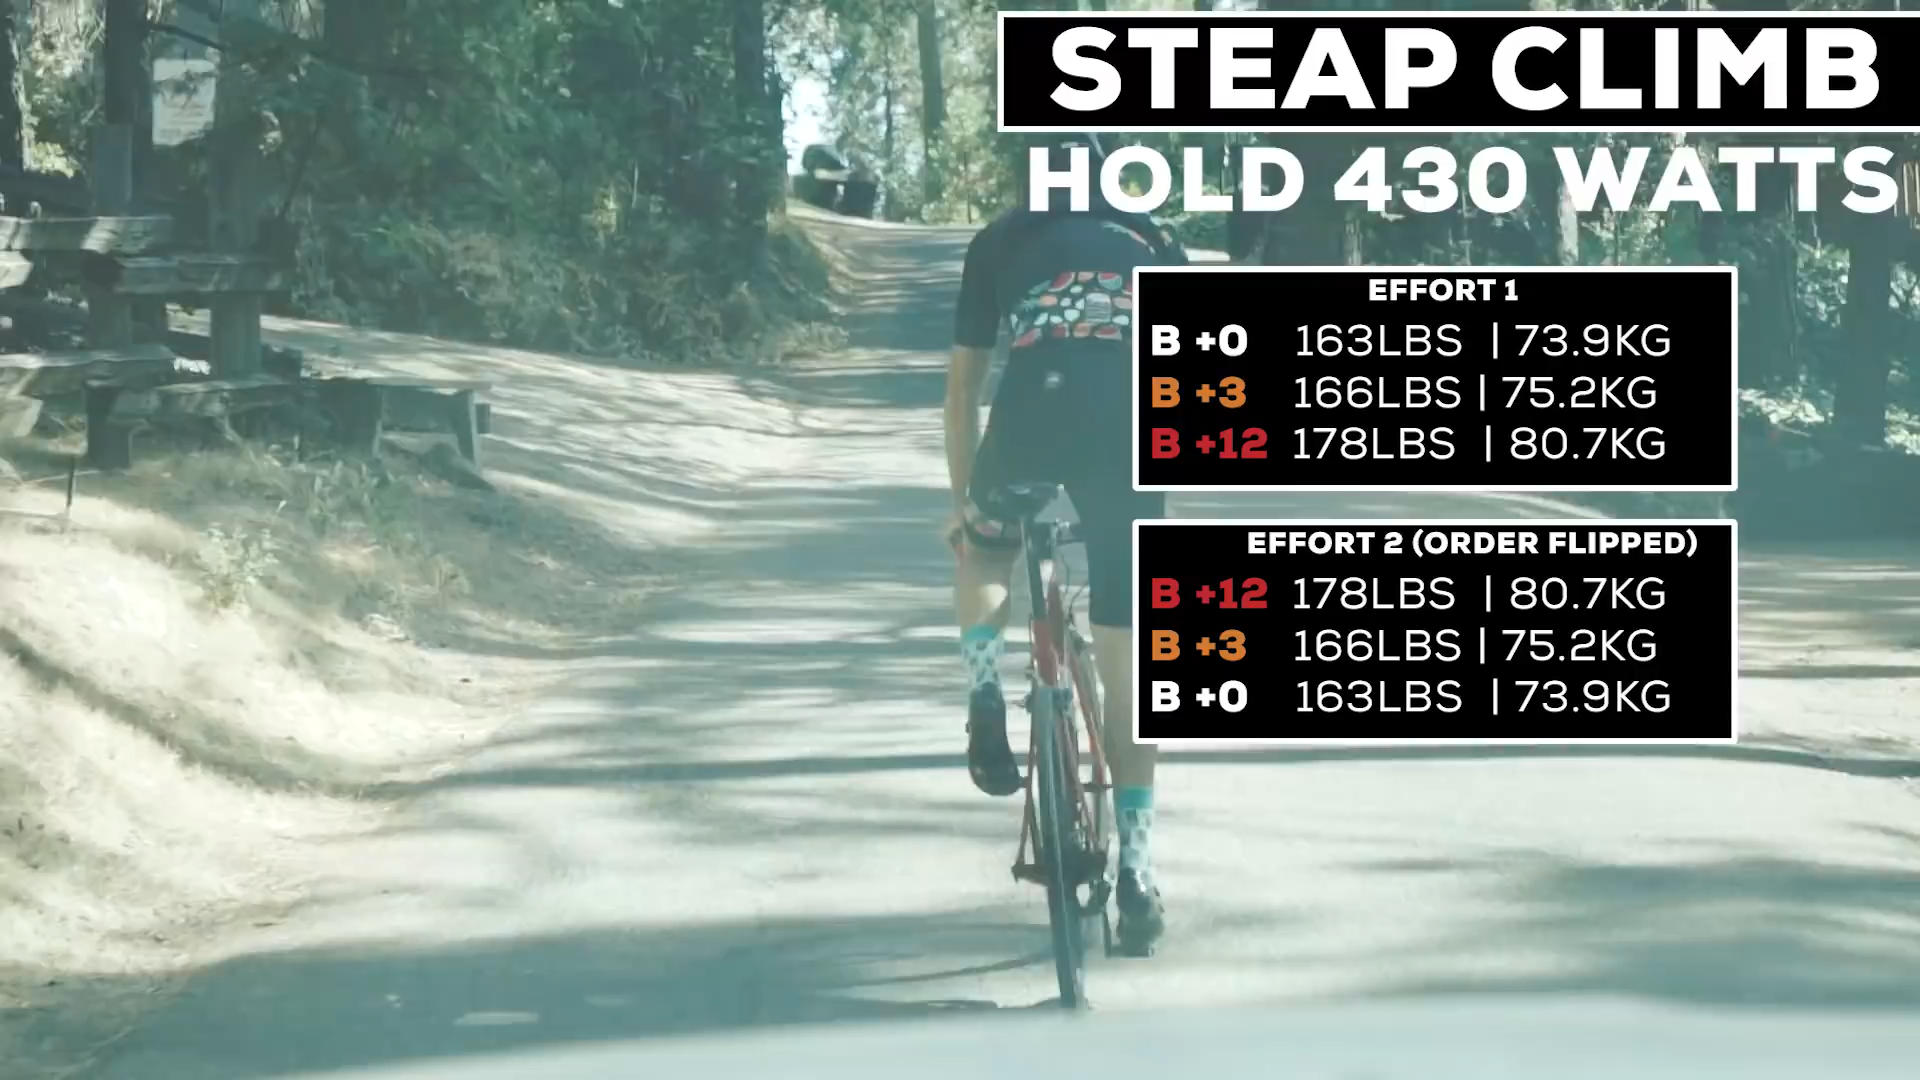 STEAP CLIMB
HOLD 430 WATTS
EFFORT 1
B +0 163LBS | 73.9KG
B +3 166LBS | 75.2KG
B +12 178LBS | 80.7KG
EFFORT 2 (ORDER FLIPPED)
B +12 178LBS | 80.7KG
B +3 166LBS | 75.2KG
B +0 163LBS | 73.9KG